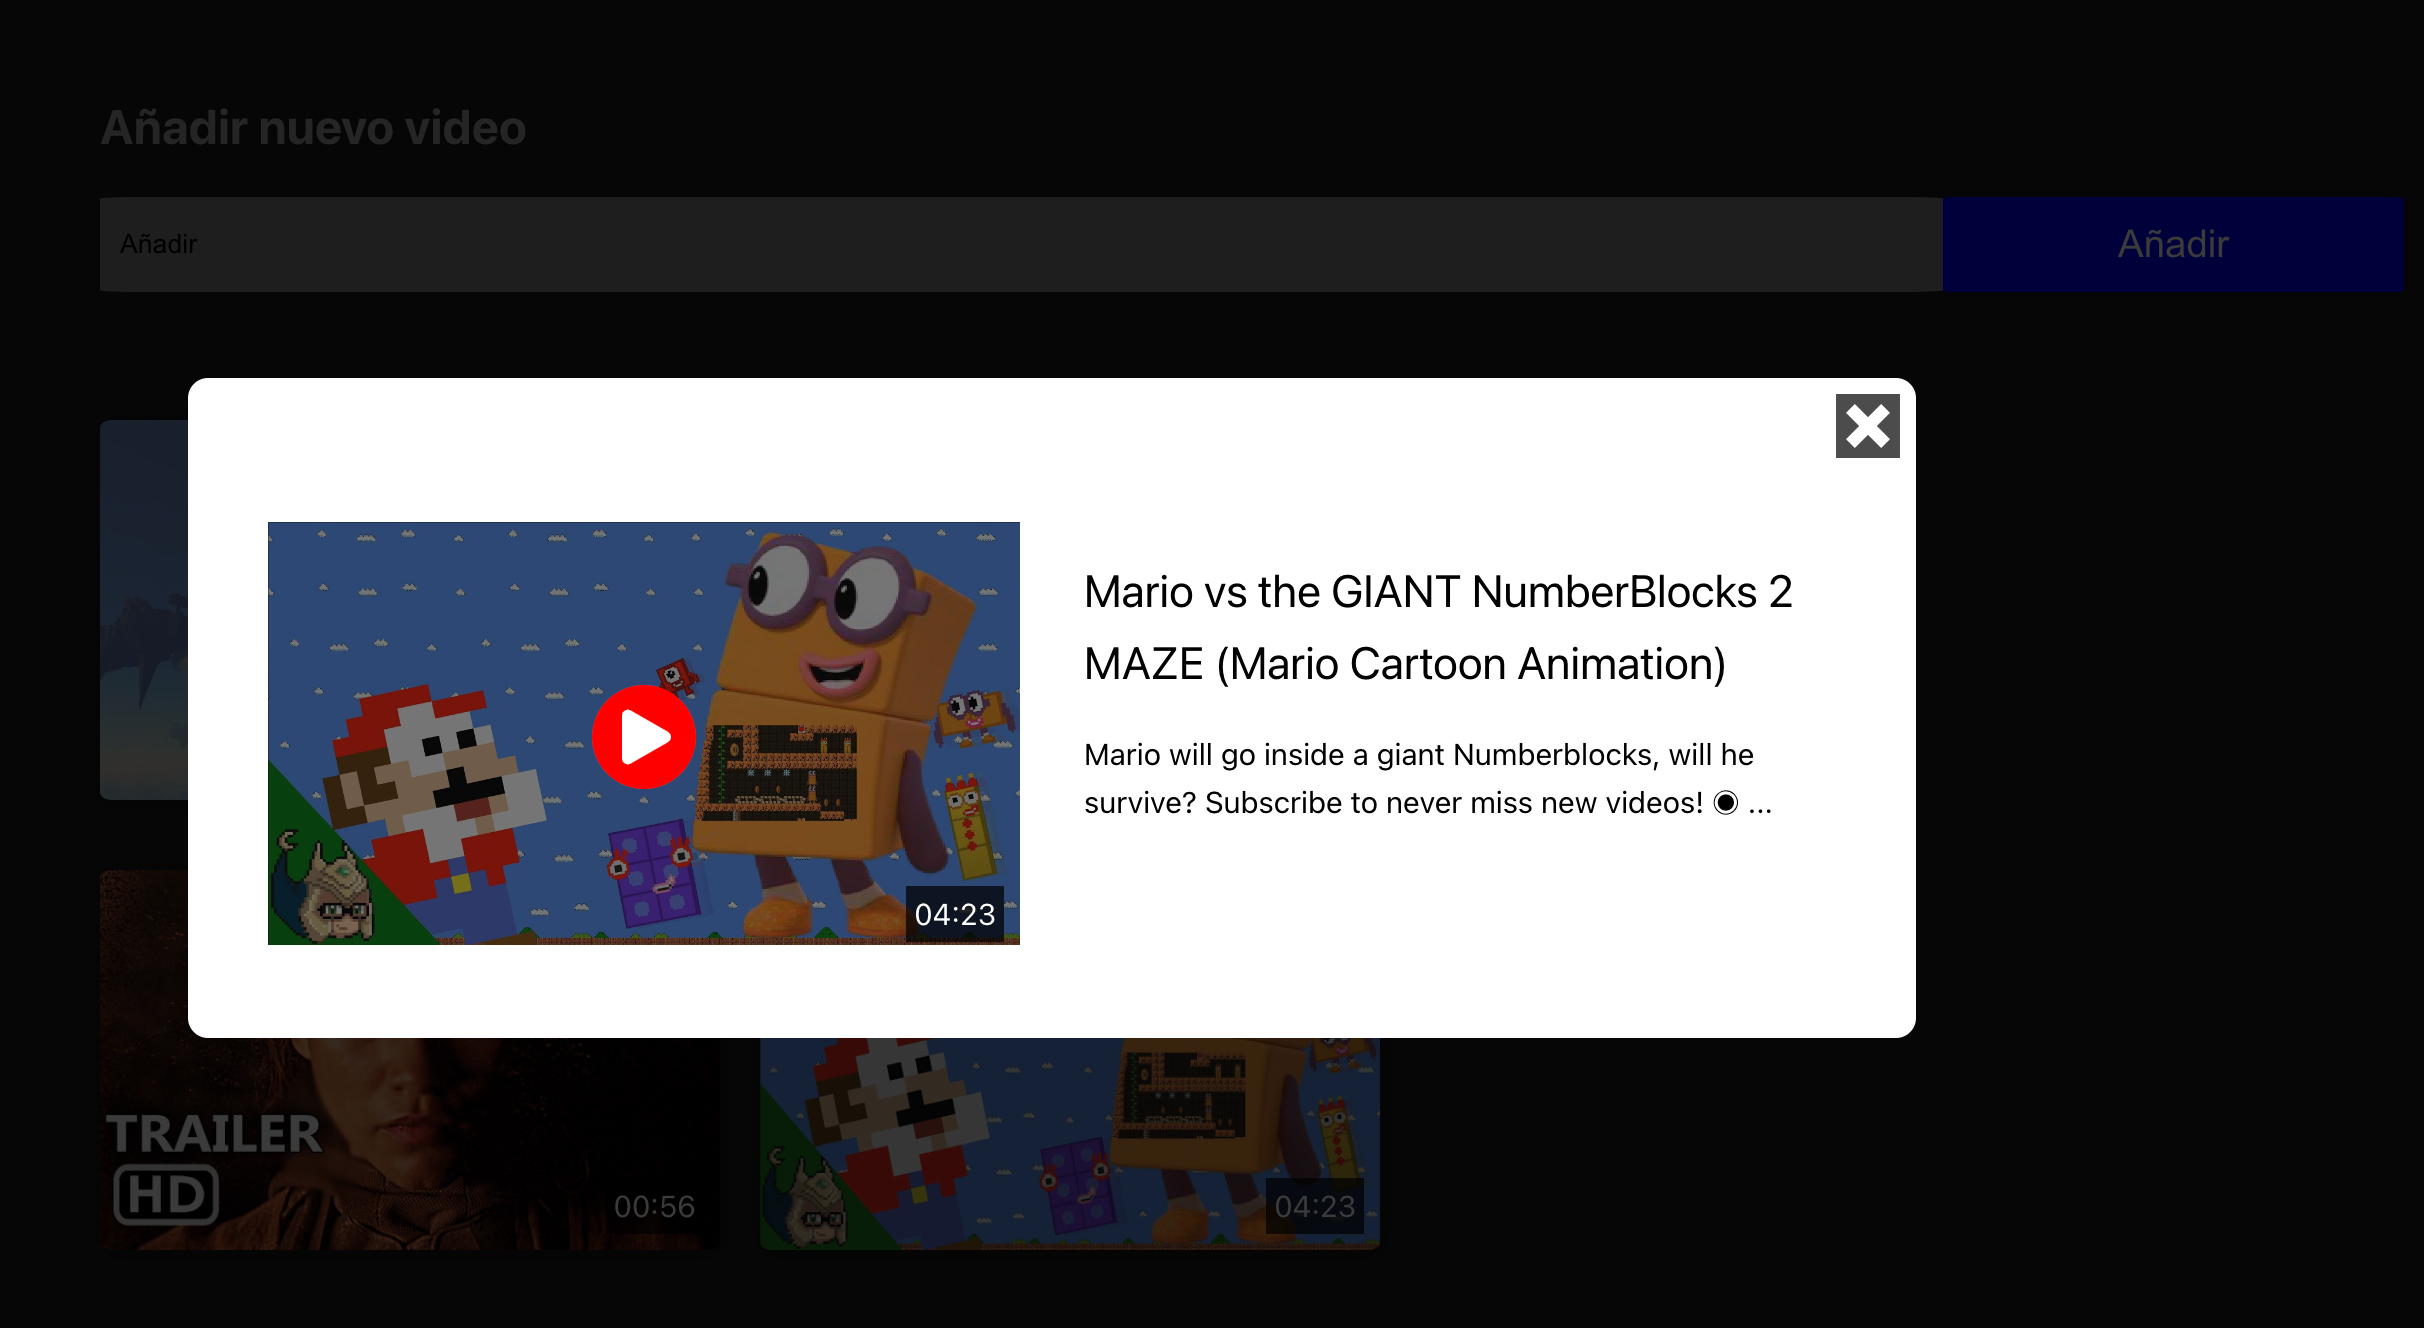 Añadir nuevo video
Añadir
Añadir
Mario vs the GIANT NumberBlocks 2
MAZE (Mario Cartoon Animation)
Mario will go inside a giant Numberblocks, will he
survive? Subscribe to never miss new videos! ◉ ...
04:23
TRAILER
HD
00:56
04:23